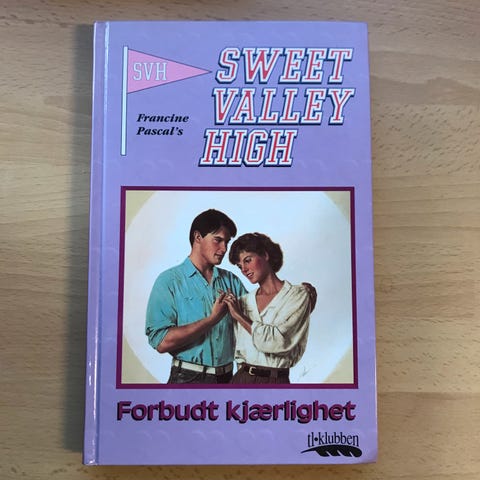 SVH
SWEET
VALLEY
HIGH
Francine
Pascal's
Forbudt kjærlighet
tl•klubben